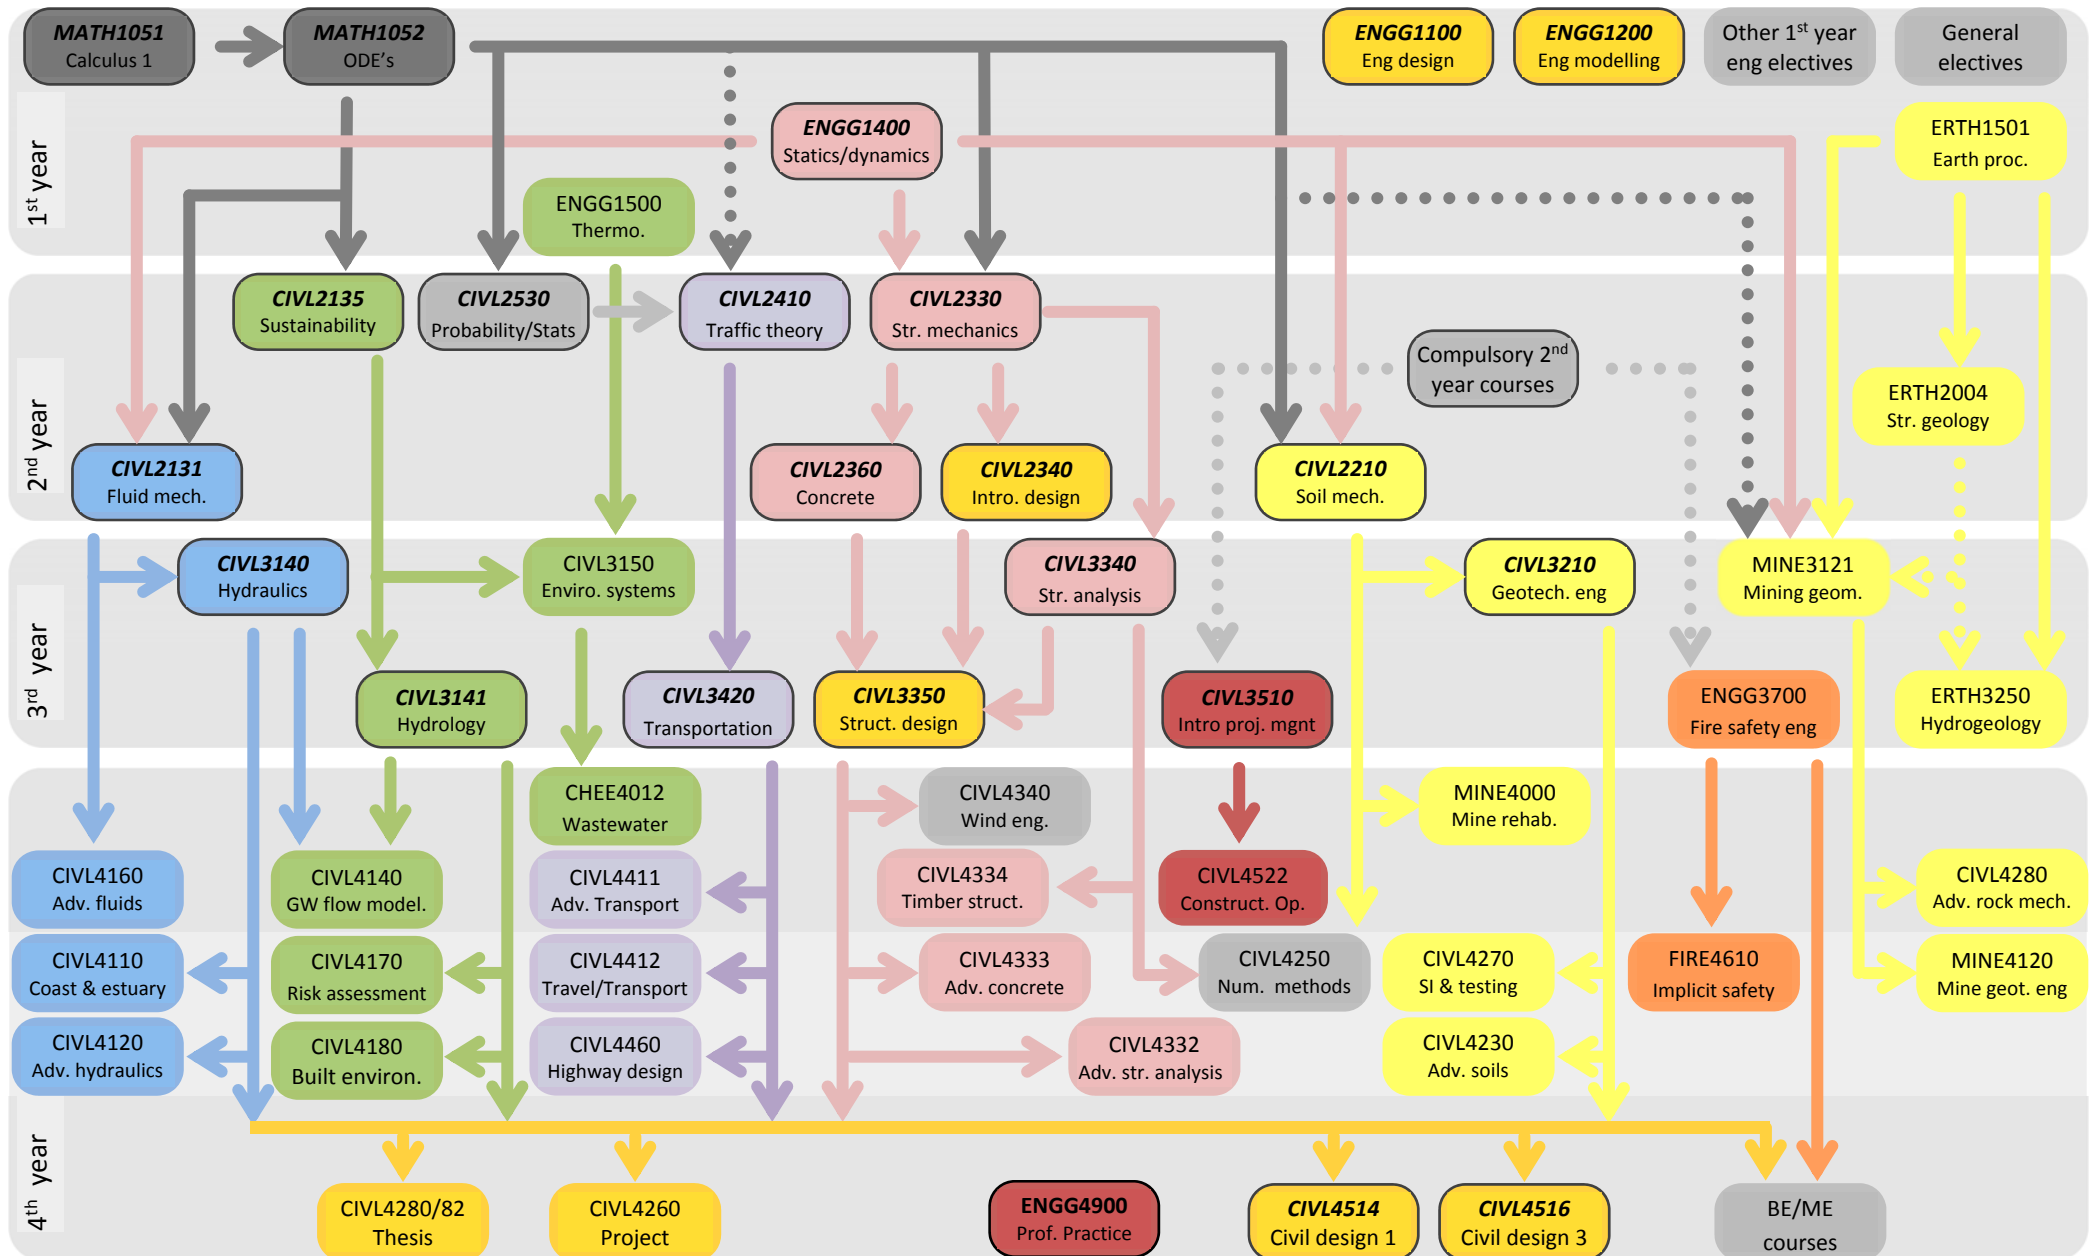 MATH1051
Calculus 1
MATH1052
ODE's
ENGG1100
Eng design
ENGG1200
Eng modelling
Other 1st year
eng electives
General
electives
1st year
ENGG1400
Statics/dynamics
ERTH1501
Earth proc.
ENGG1500
Thermo.
2nd year
CIVL2135
Sustainability
CIVL2530
Probability/Stats
CIVL2410
Traffic theory
CIVL2330
Str. mechanics
Compulsory 2nd
year courses
ERTH2004
Str. geology
CIVL2131
Fluid mech.
CIVL2360
Concrete
CIVL2340
Intro. design
CIVL2210
Soil mech.
3rd year
CIVL3140
Hydraulics
CIVL3150
Enviro. systems
CIVL3340
Str. analysis
CIVL3210
Geotech. eng
MINE3121
Mining geom.
CIVL3141
Hydrology
CIVL3420
Transportation
CIVL3350
Struct. design
CIVL3510
Intro proj. mgnt
ENGG3700
Fire safety eng
ERTH3250
Hydrogeology
4th year
CHEE4012
Wastewater
CIVL4340
Wind eng.
MINE4000
Mine rehab.
CIVL4160
Adv. fluids
CIVL4140
GW flow model.
CIVL4411
Adv. Transport
CIVL4334
Timber struct.
CIVL4522
Construct. Op.
CIVL4280
Adv. rock mech.
CIVL4110
Coast & estuary
CIVL4170
Risk assessment
CIVL4412
Travel/Transport
CIVL4333
Adv. concrete
CIVL4250
Num. methods
CIVL4270
SI & testing
FIRE4610
Implicit safety
MINE4120
Mine geot. eng
CIVL4120
Adv. hydraulics
CIVL4180
Built environ.
CIVL4460
Highway design
CIVL4332
Adv. str. analysis
CIVL4230
Adv. soils
CIVL4280/82
Thesis
CIVL4260
Project
ENGG4900
Prof. Practice
CIVL4514
Civil design 1
CIVL4516
Civil design 3
BE/ME
courses